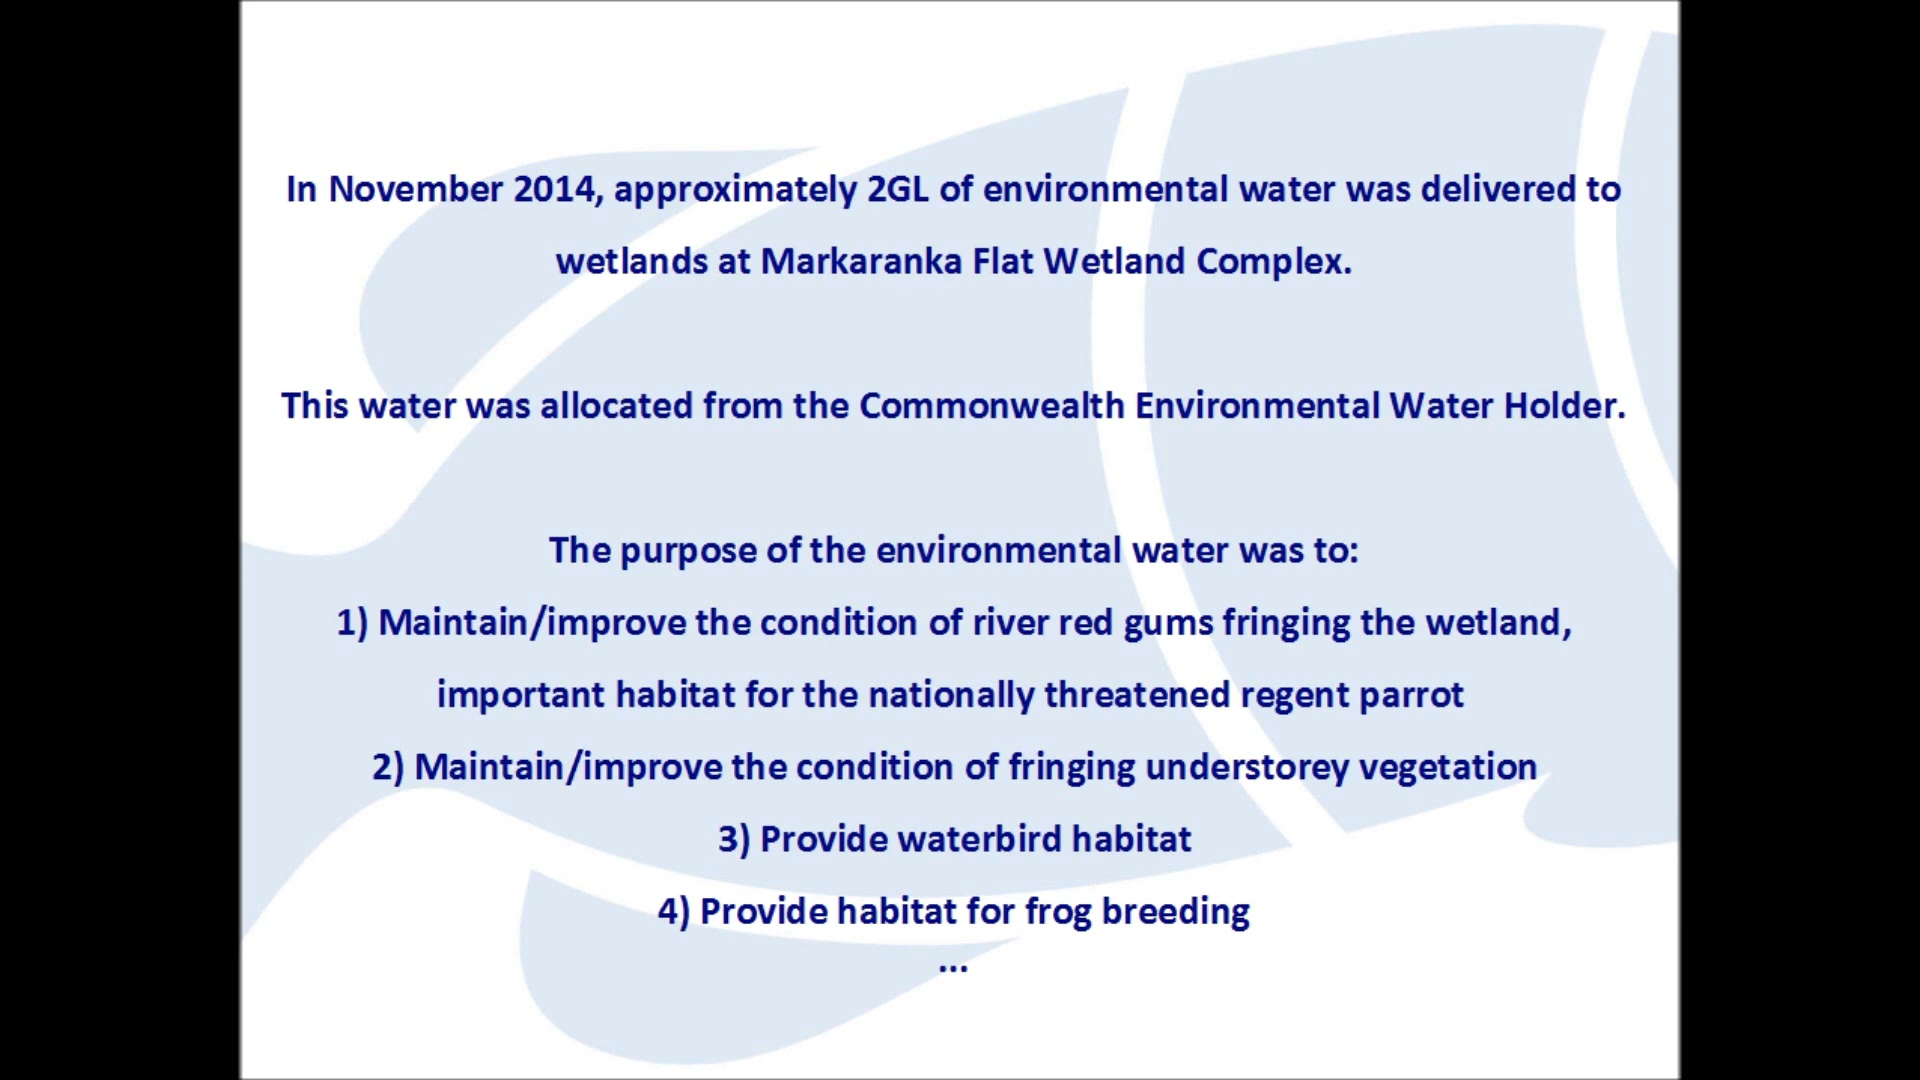 In November 2014, approximately 2GL of environmental water was delivered to
wetlands at Markaranka Flat Wetland Complex.
This water was allocated from the Commonwealth Environmental Water Holder.
The purpose of the environmental water was to:
1) Maintain/improve the condition of river red gums fringing the wetland,
important habitat for the nationally threatened regent parrot
2) Maintain/improve the condition of fringing understorey vegetation
3) Provide waterbird habitat
4) Provide habitat for frog breeding
...